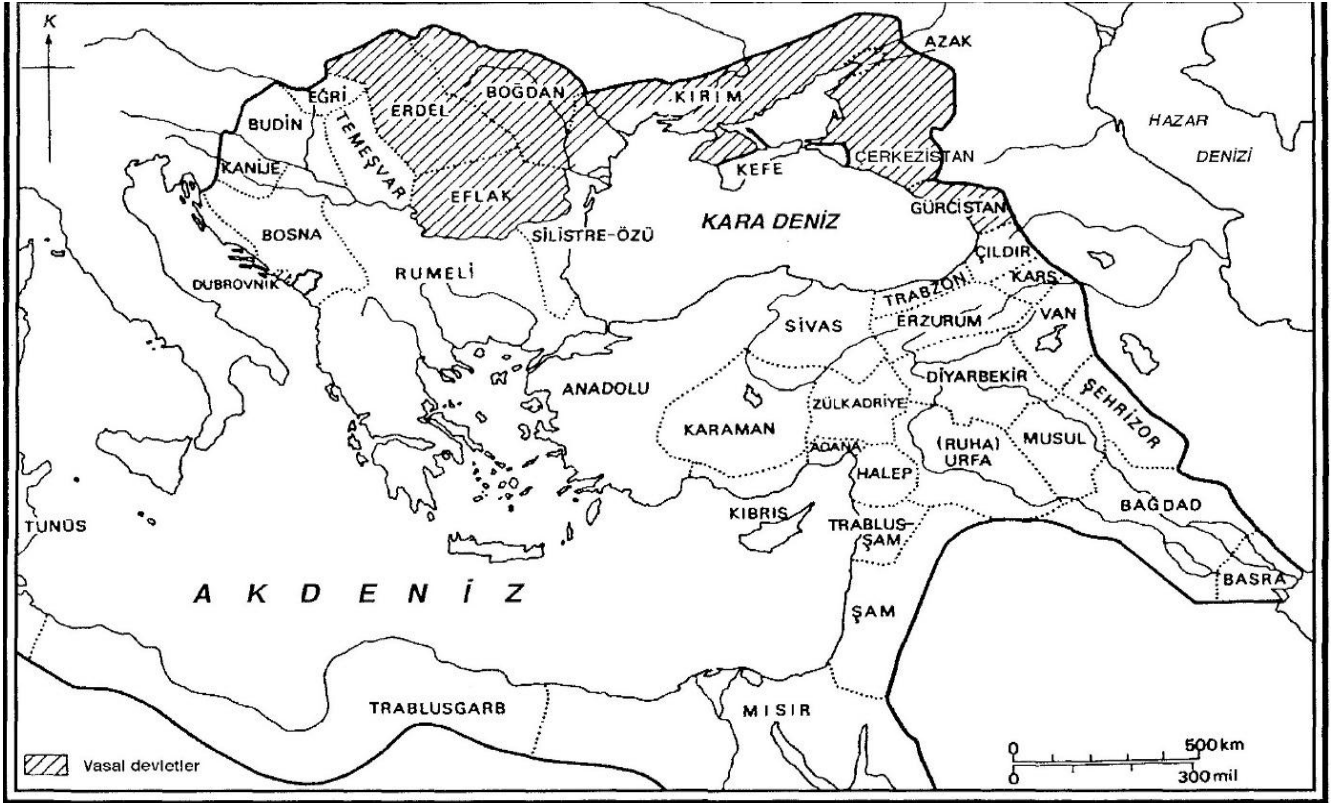 K
AZAK
EĞRİ
ERDEL
BOĞDAN
KIRIM
BUDİN
TEMEŞVAR
HAZAR
DENİZİ
KANİJE
EFLAK
KEFE
ÇERKEZİSTAN
GÜRCİSTAN
BOSNA
SİLİSTRE-ÖZÜ
KARA DENİZ
ÇILDIR
DUBROVNİK
RUMELİ
TRABZON
KARS
SİVAS
ERZURUM
VAN
ANADOLU
DİYARBEKİR
ŞEHRİZOR
ZÜLKADRİYE
KARAMAN
(RUHA)
URFA
MUSUL
ADANA
HALEP
TUNÜS
KIBRIS
TRABLUS-
ŞAM
BAĞDAD
AKDENİZ
BASRA
ŞAM
TRABLUSGARB
MISIR
Vasal devletler
0 500 km
0 300 mil